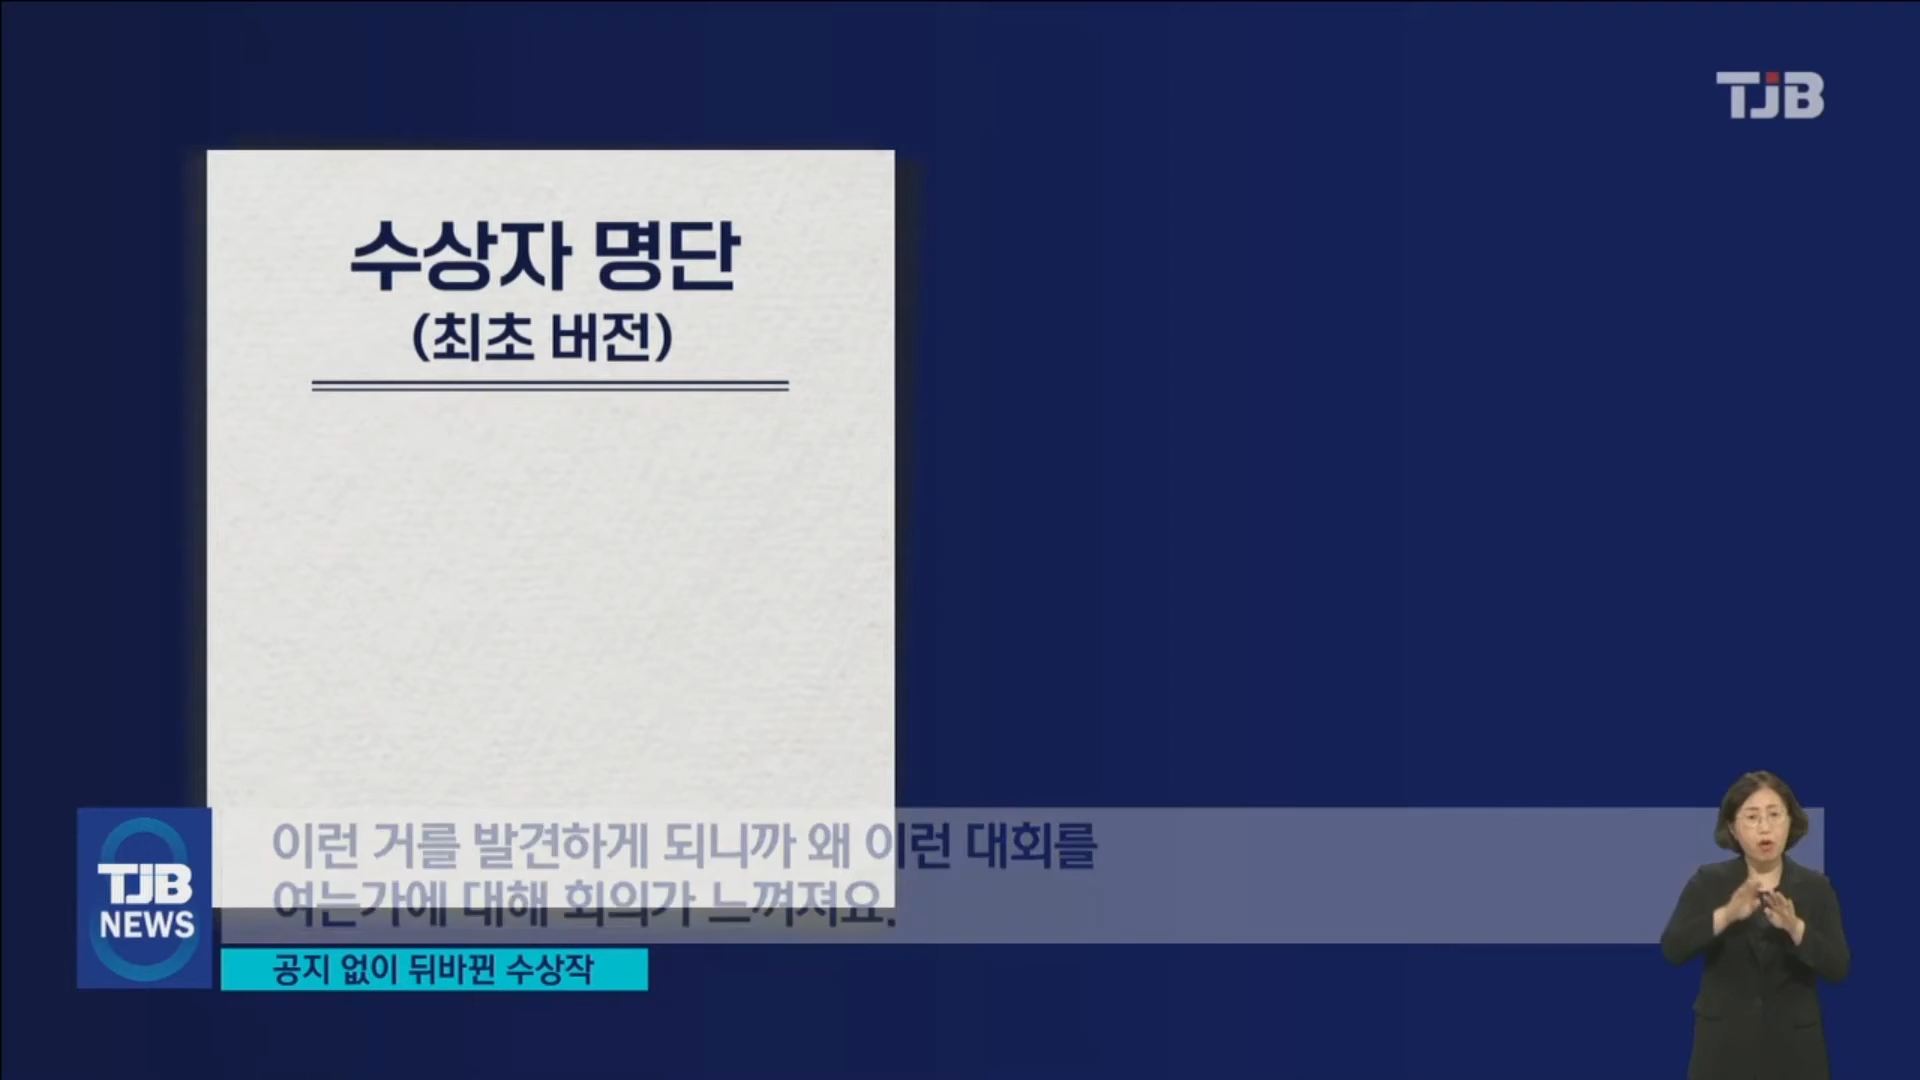 TJB
수상자 명단
(최초 버전)
이런 거를 발견하게 되니까 왜 이런 대회를
여는가에 대해 회의가 느껴져요.
TJB
NEWS
공지 없이 뒤바뀐 수상작